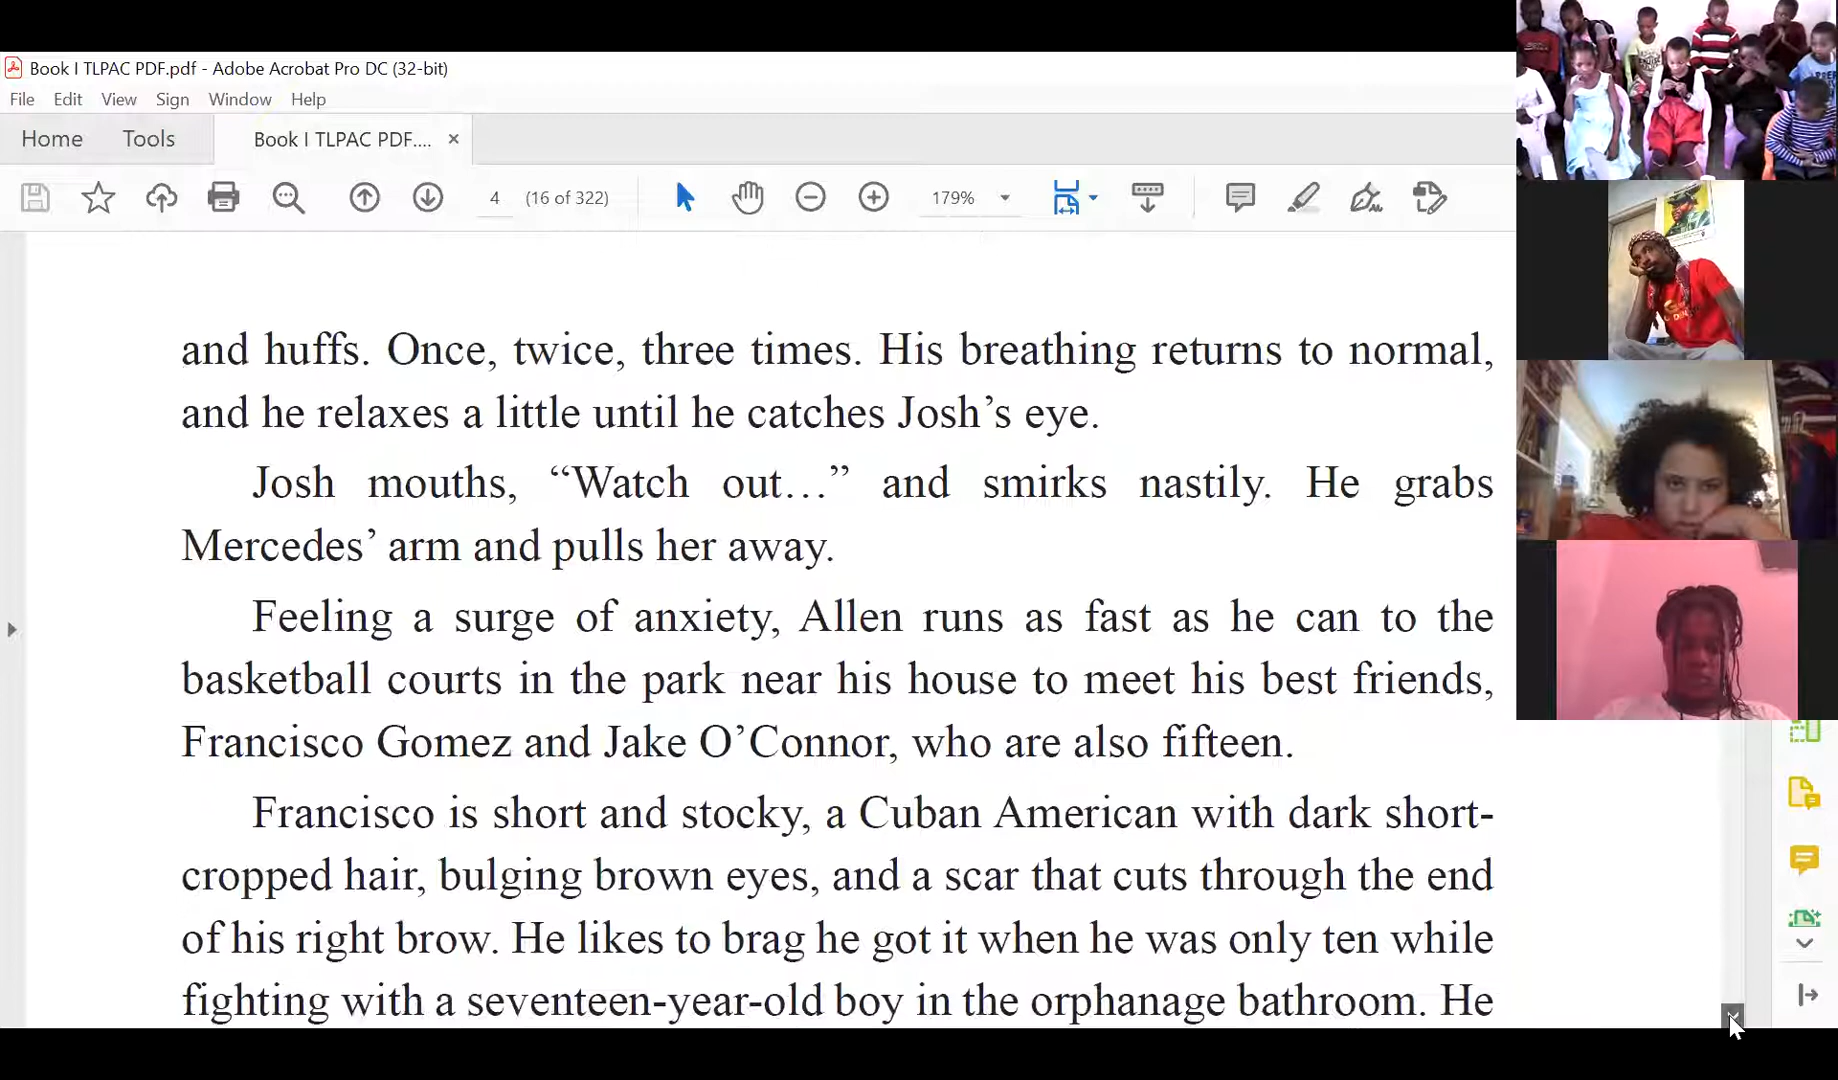 Book I TLPAC PDF.pdf - Adobe Acrobat Pro DC (32-bit)
File Edit View Sign Window Help
Home Tools Book I TLPAC PDF.... ×
4 (16 of 322) 179%
and huffs. Once, twice, three times. His breathing returns to normal,
and he relaxes a little until he catches Josh’s eye.
Josh mouths, “Watch out…” and smirks nastily. He grabs
Mercedes’ arm and pulls her away.
Feeling a surge of anxiety, Allen runs as fast as he can to the
basketball courts in the park near his house to meet his best friends,
Francisco Gomez and Jake O’Connor, who are also fifteen.
Francisco is short and stocky, a Cuban American with dark short-
cropped hair, bulging brown eyes, and a scar that cuts through the end
of his right brow. He likes to brag he got it when he was only ten while
fighting with a seventeen-year-old boy in the orphanage bathroom. He